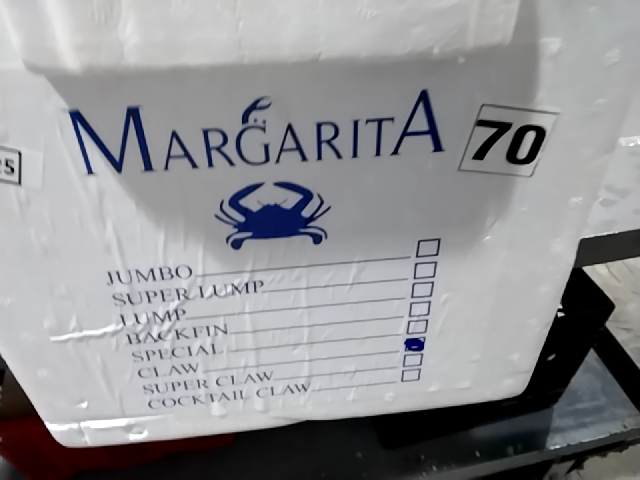 MARGARITA
70
JUMBO
SUPER LUMP
LUMP
BACKFIN
SPECIAL
CLAW
SUPER CLAW
COCKTAIL CLAW